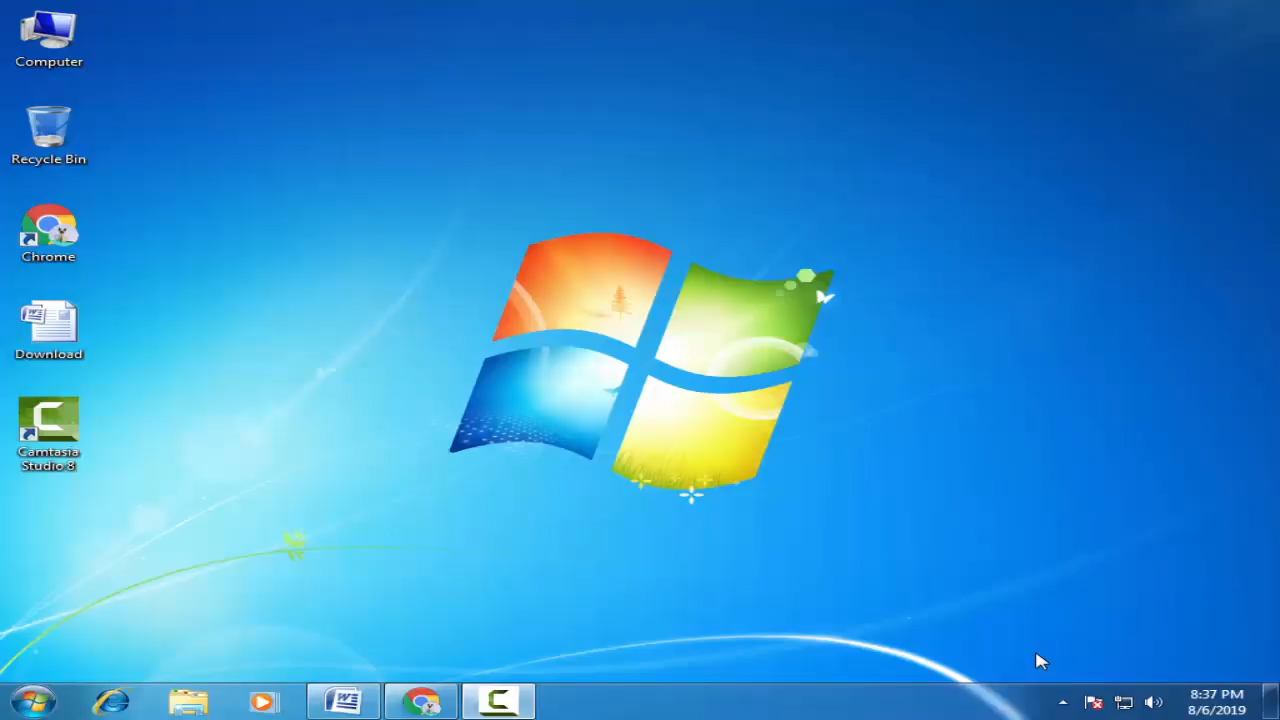 Computer
Recycle Bin
Chrome
Download
Camtasia
Studio 8
8:37 PM
8/6/2019